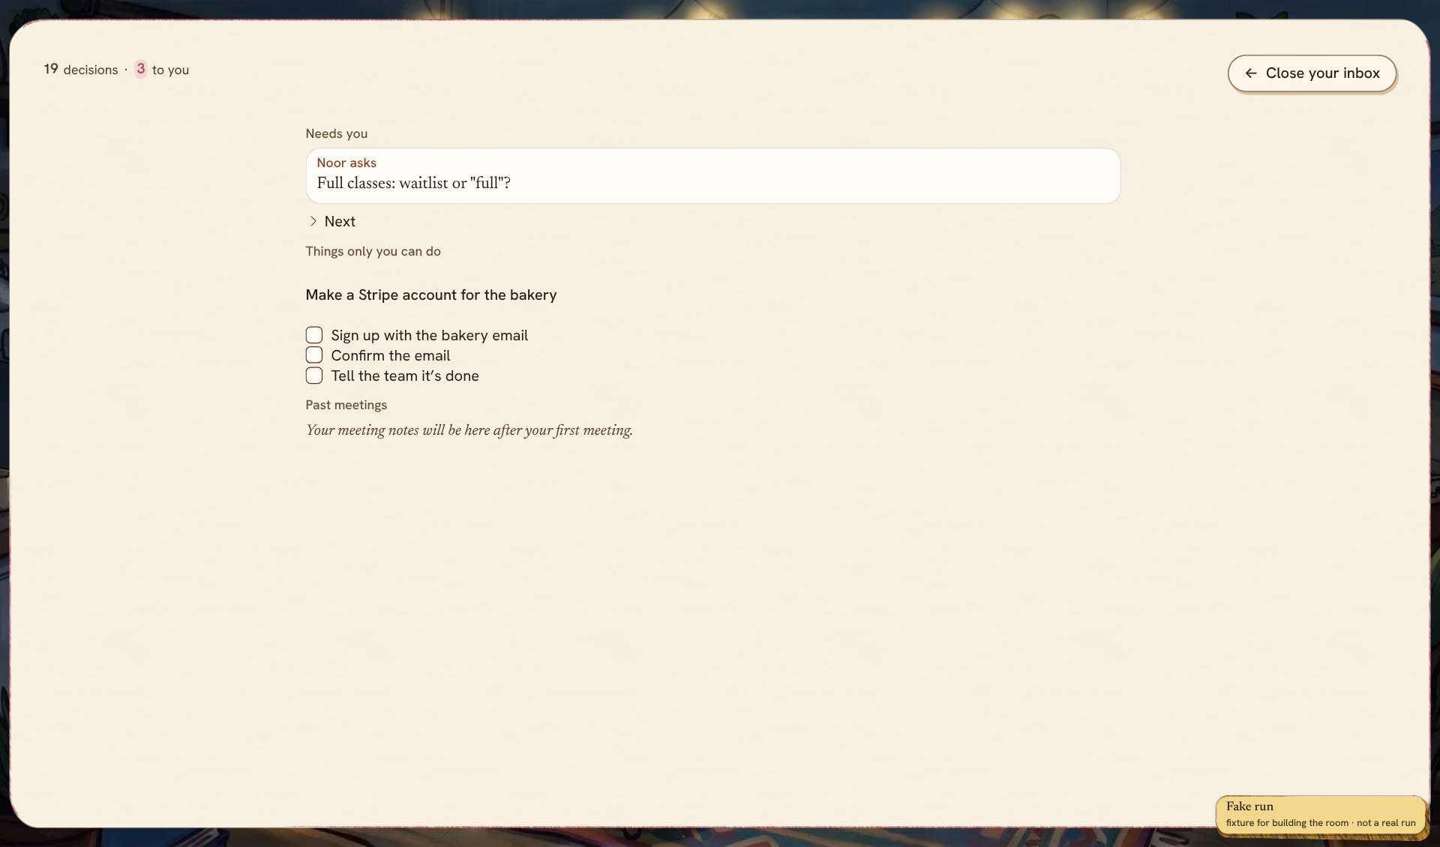 19 decisions · 3 to you
← Close your inbox
Needs you
Noor asks
Full classes: waitlist or "full"?
Next
Things only you can do
Make a Stripe account for the bakery
Sign up with the bakery email
Confirm the email
Tell the team it’s done
Past meetings
Your meeting notes will be here after your first meeting.
Fake run
fixture for building the room · not a real run